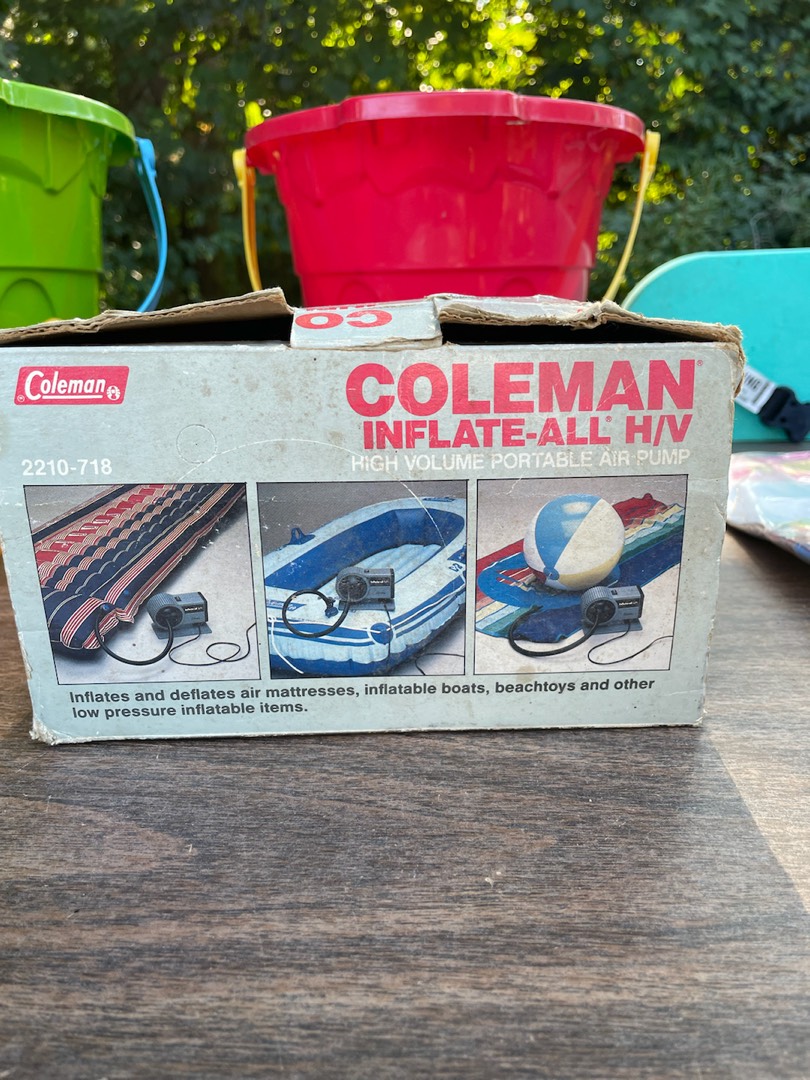 CO
Coleman
COLEMAN®
INFLATE-ALL® H/V
2210-718
HIGH VOLUME PORTABLE AIR PUMP
Inflates and deflates air mattresses, inflatable boats, beachtoys and other
low pressure inflatable items.